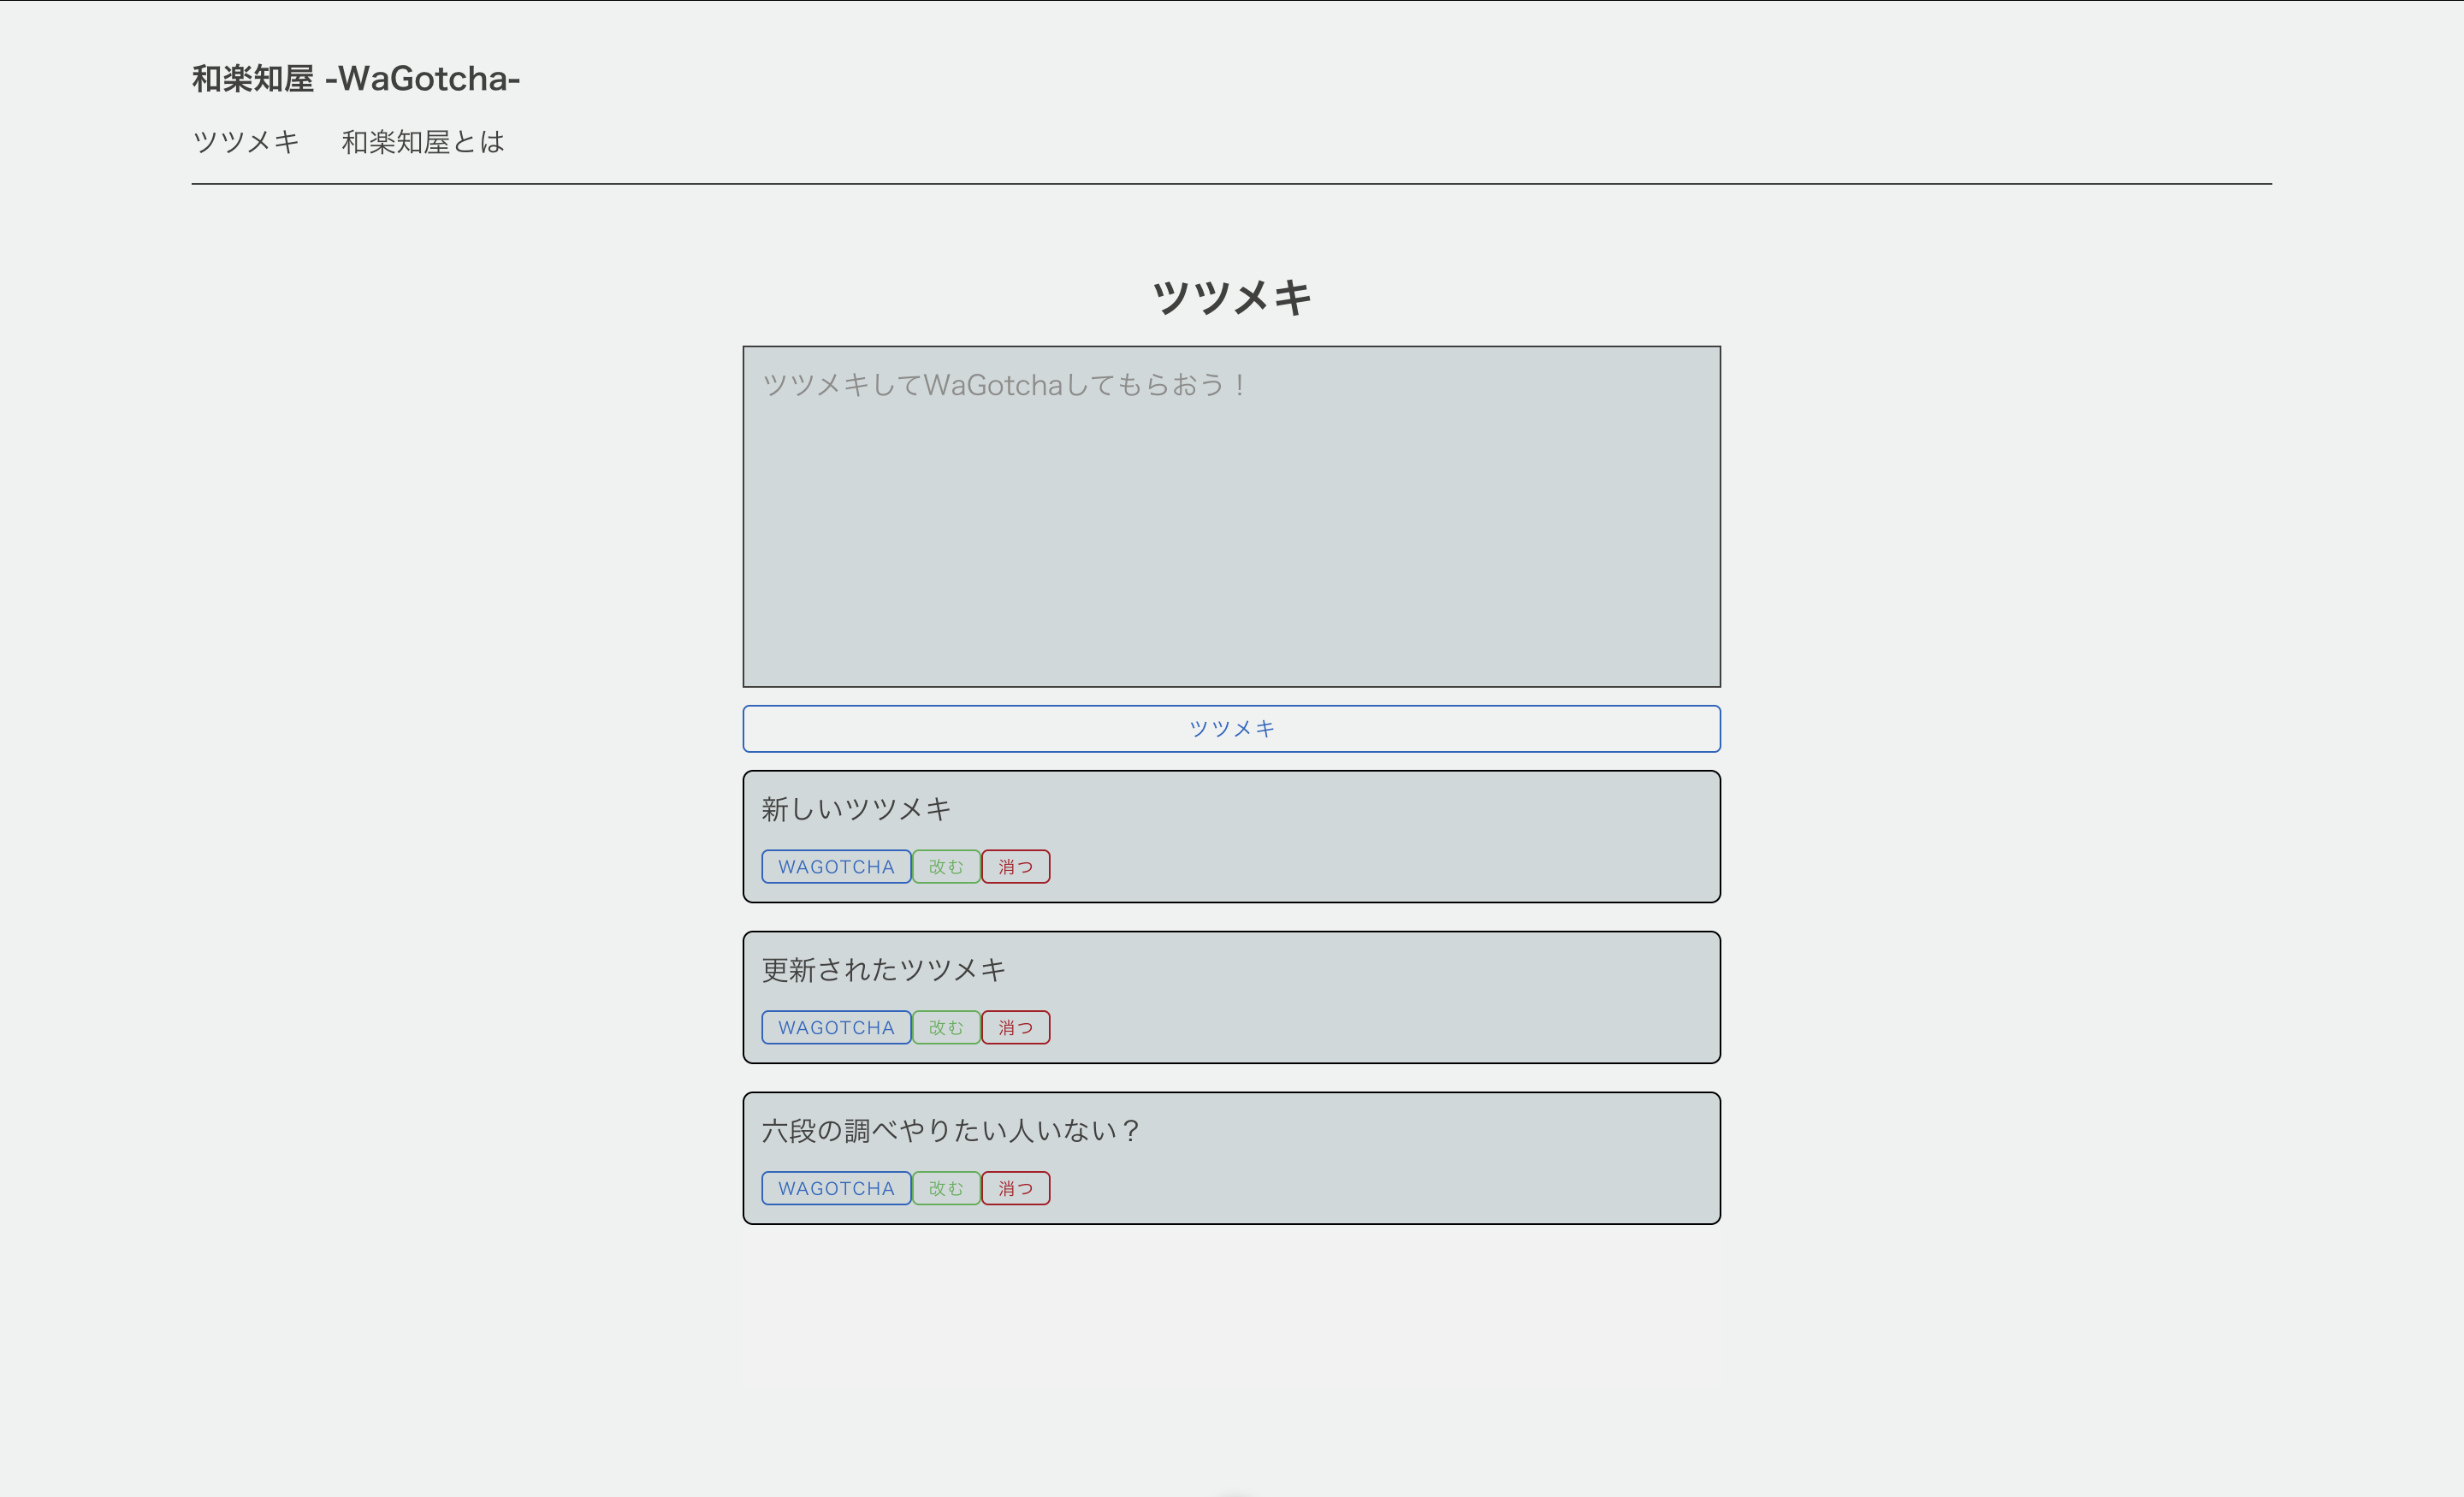 和楽知屋 -WaGotcha-
ツツメキ 和楽知屋とは
ツツメキ
ツツメキしてWaGotchaしてもらおう！
ツツメキ
新しいツツメキ
WAGOTCHA 改む 消つ
更新されたツツメキ
WAGOTCHA 改む 消つ
六段の調べやりたい人いない？
WAGOTCHA 改む 消つ